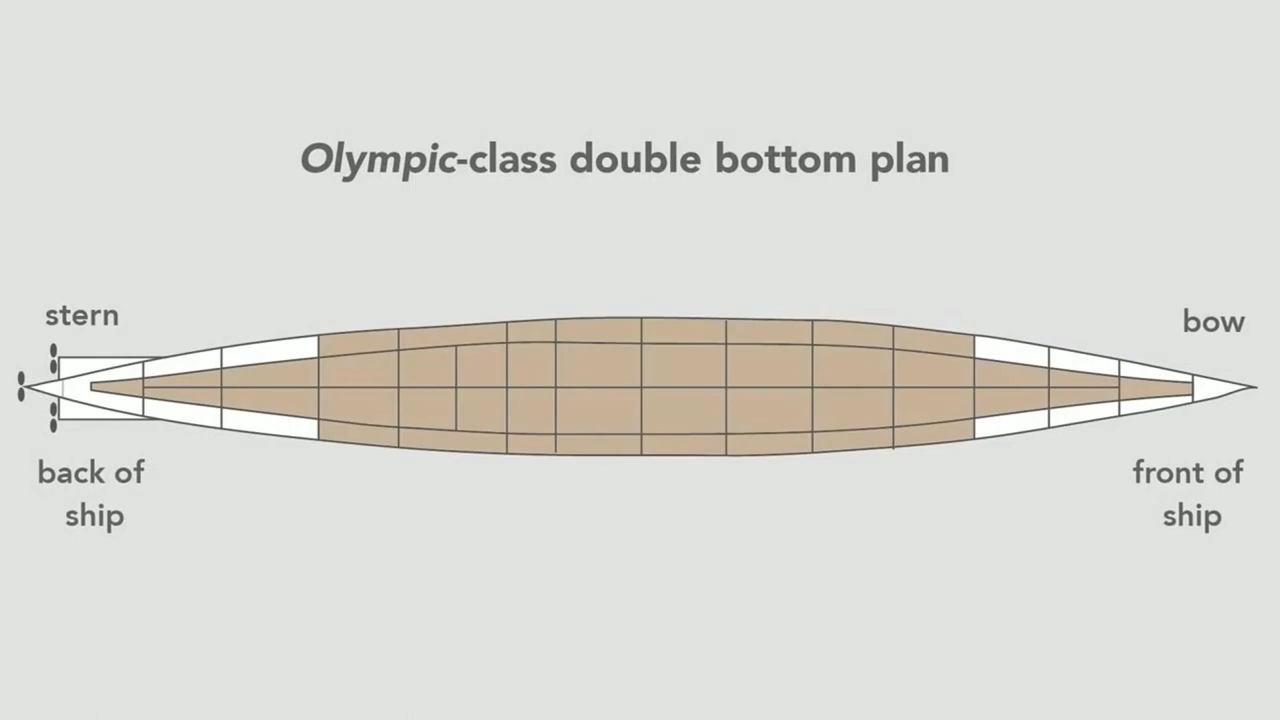 Olympic-class double bottom plan
stern
bow
back of
ship
front of
ship